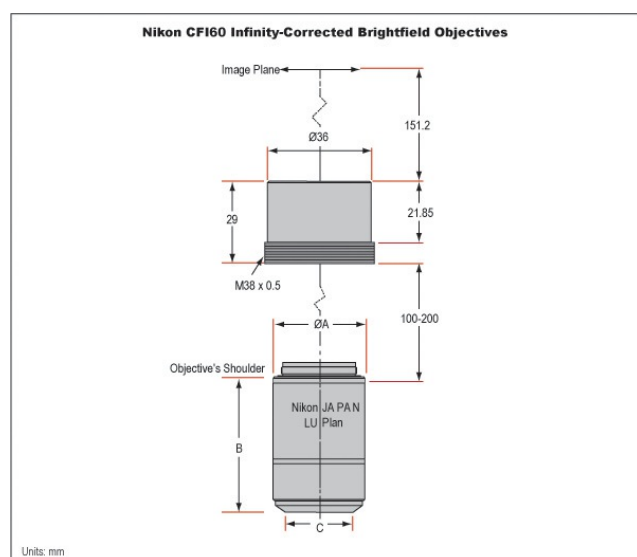 Nikon CFI60 Infinity-Corrected Brightfield Objectives
Image Plane
151.2
Ø36
29
21.85
M38 x 0.5
100-200
ØA
Objective's Shoulder
Nikon JAPAN
LU Plan
B
C
Units: mm